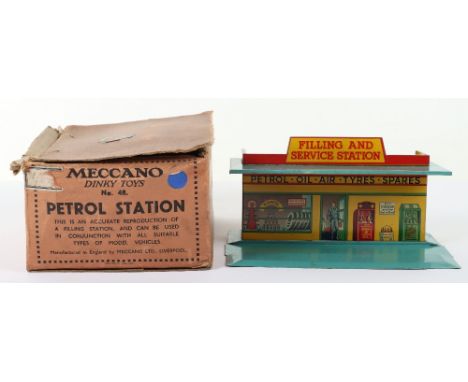 MECCANO
DINKY TOYS
No. 48.
PETROL STATION
THIS IS AN ACCURATE REPRODUCTION OF
A FILLING STATION, AND CAN BE USED
IN CONJUNCTION WITH ALL SUITABLE
TYPES OF MODEL VEHICLES.
Manufactured in England by MECCANO LTD., LIVERPOOL.
FILLING AND
SERVICE STATION
PETROL · OIL · AIR · TYRES · SPARES